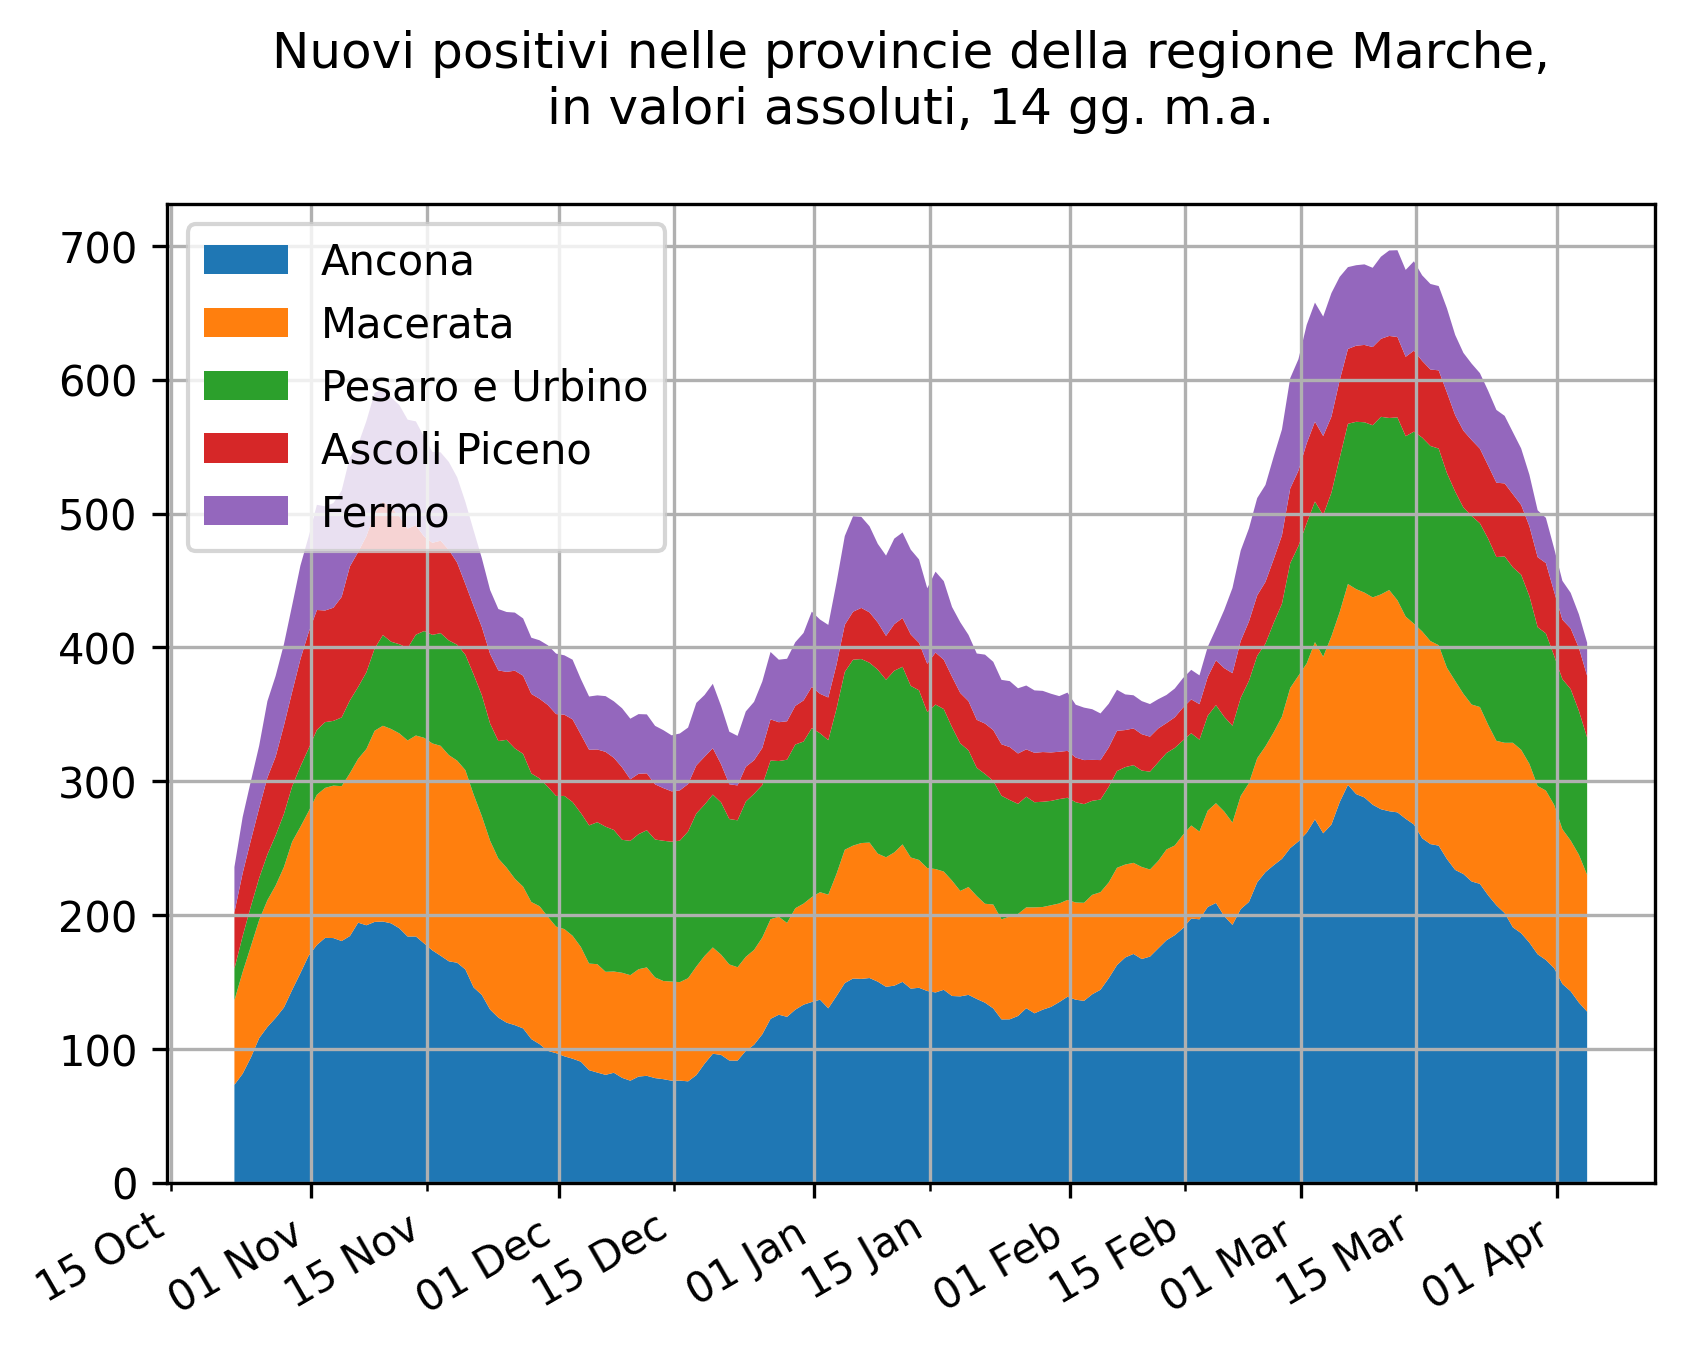 Nuovi positivi nelle provincie della regione Marche,
in valori assoluti, 14 gg. m.a.
700
600
500
400
300
200
100
0
Ancona
Macerata
Pesaro e Urbino
Ascoli Piceno
Fermo
15 Oct
01 Nov
15 Nov
01 Dec
15 Dec
01 Jan
15 Jan
01 Feb
15 Feb
01 Mar
15 Mar
01 Apr